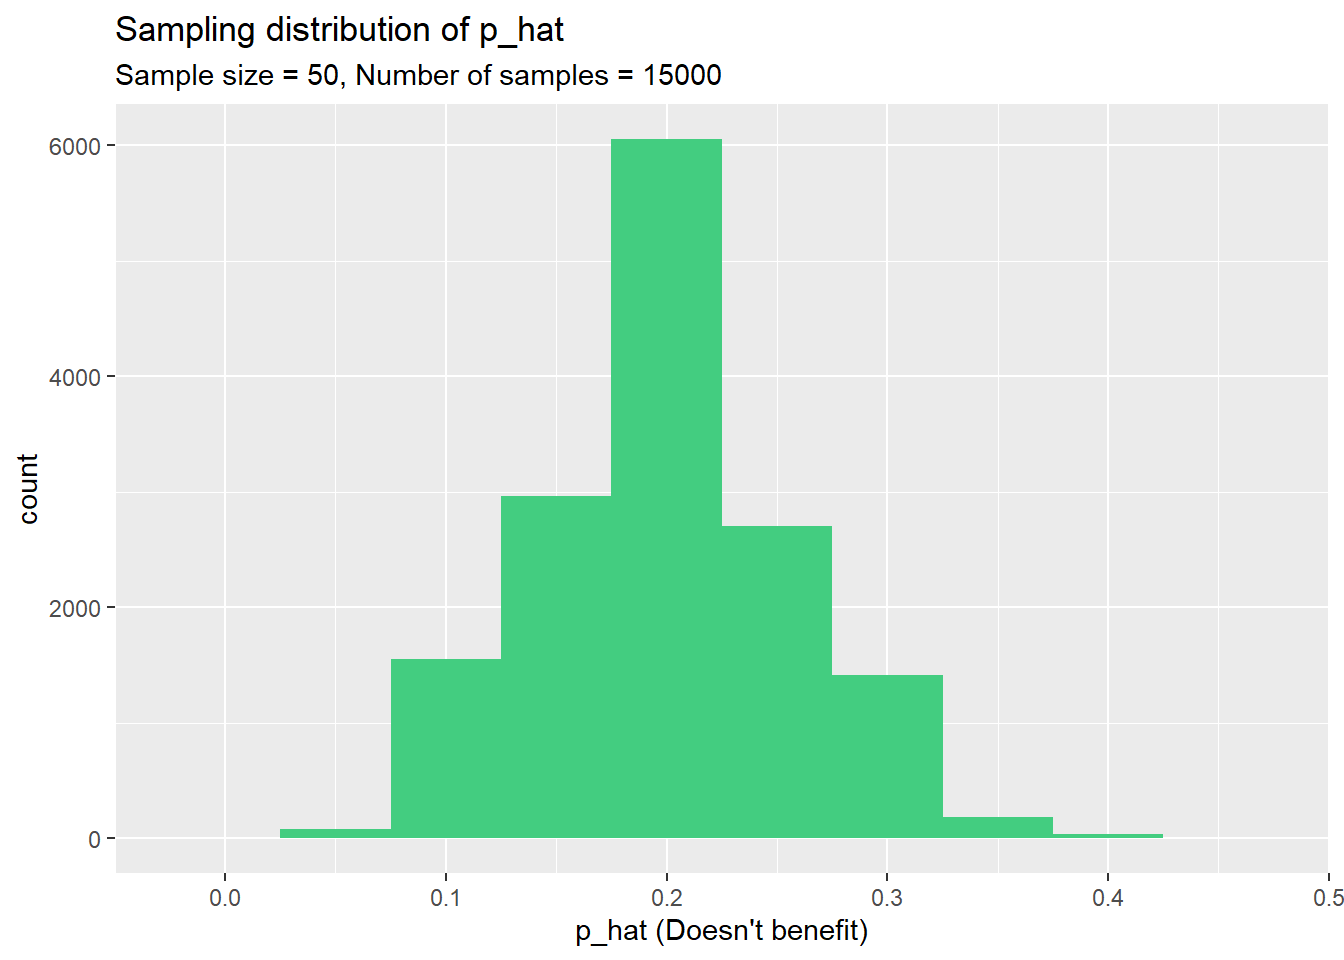 Sampling distribution of p_hat
Sample size = 50, Number of samples = 15000
6000
4000
2000
0
count
0.0 0.1 0.2 0.3 0.4 0.5
p_hat (Doesn't benefit)